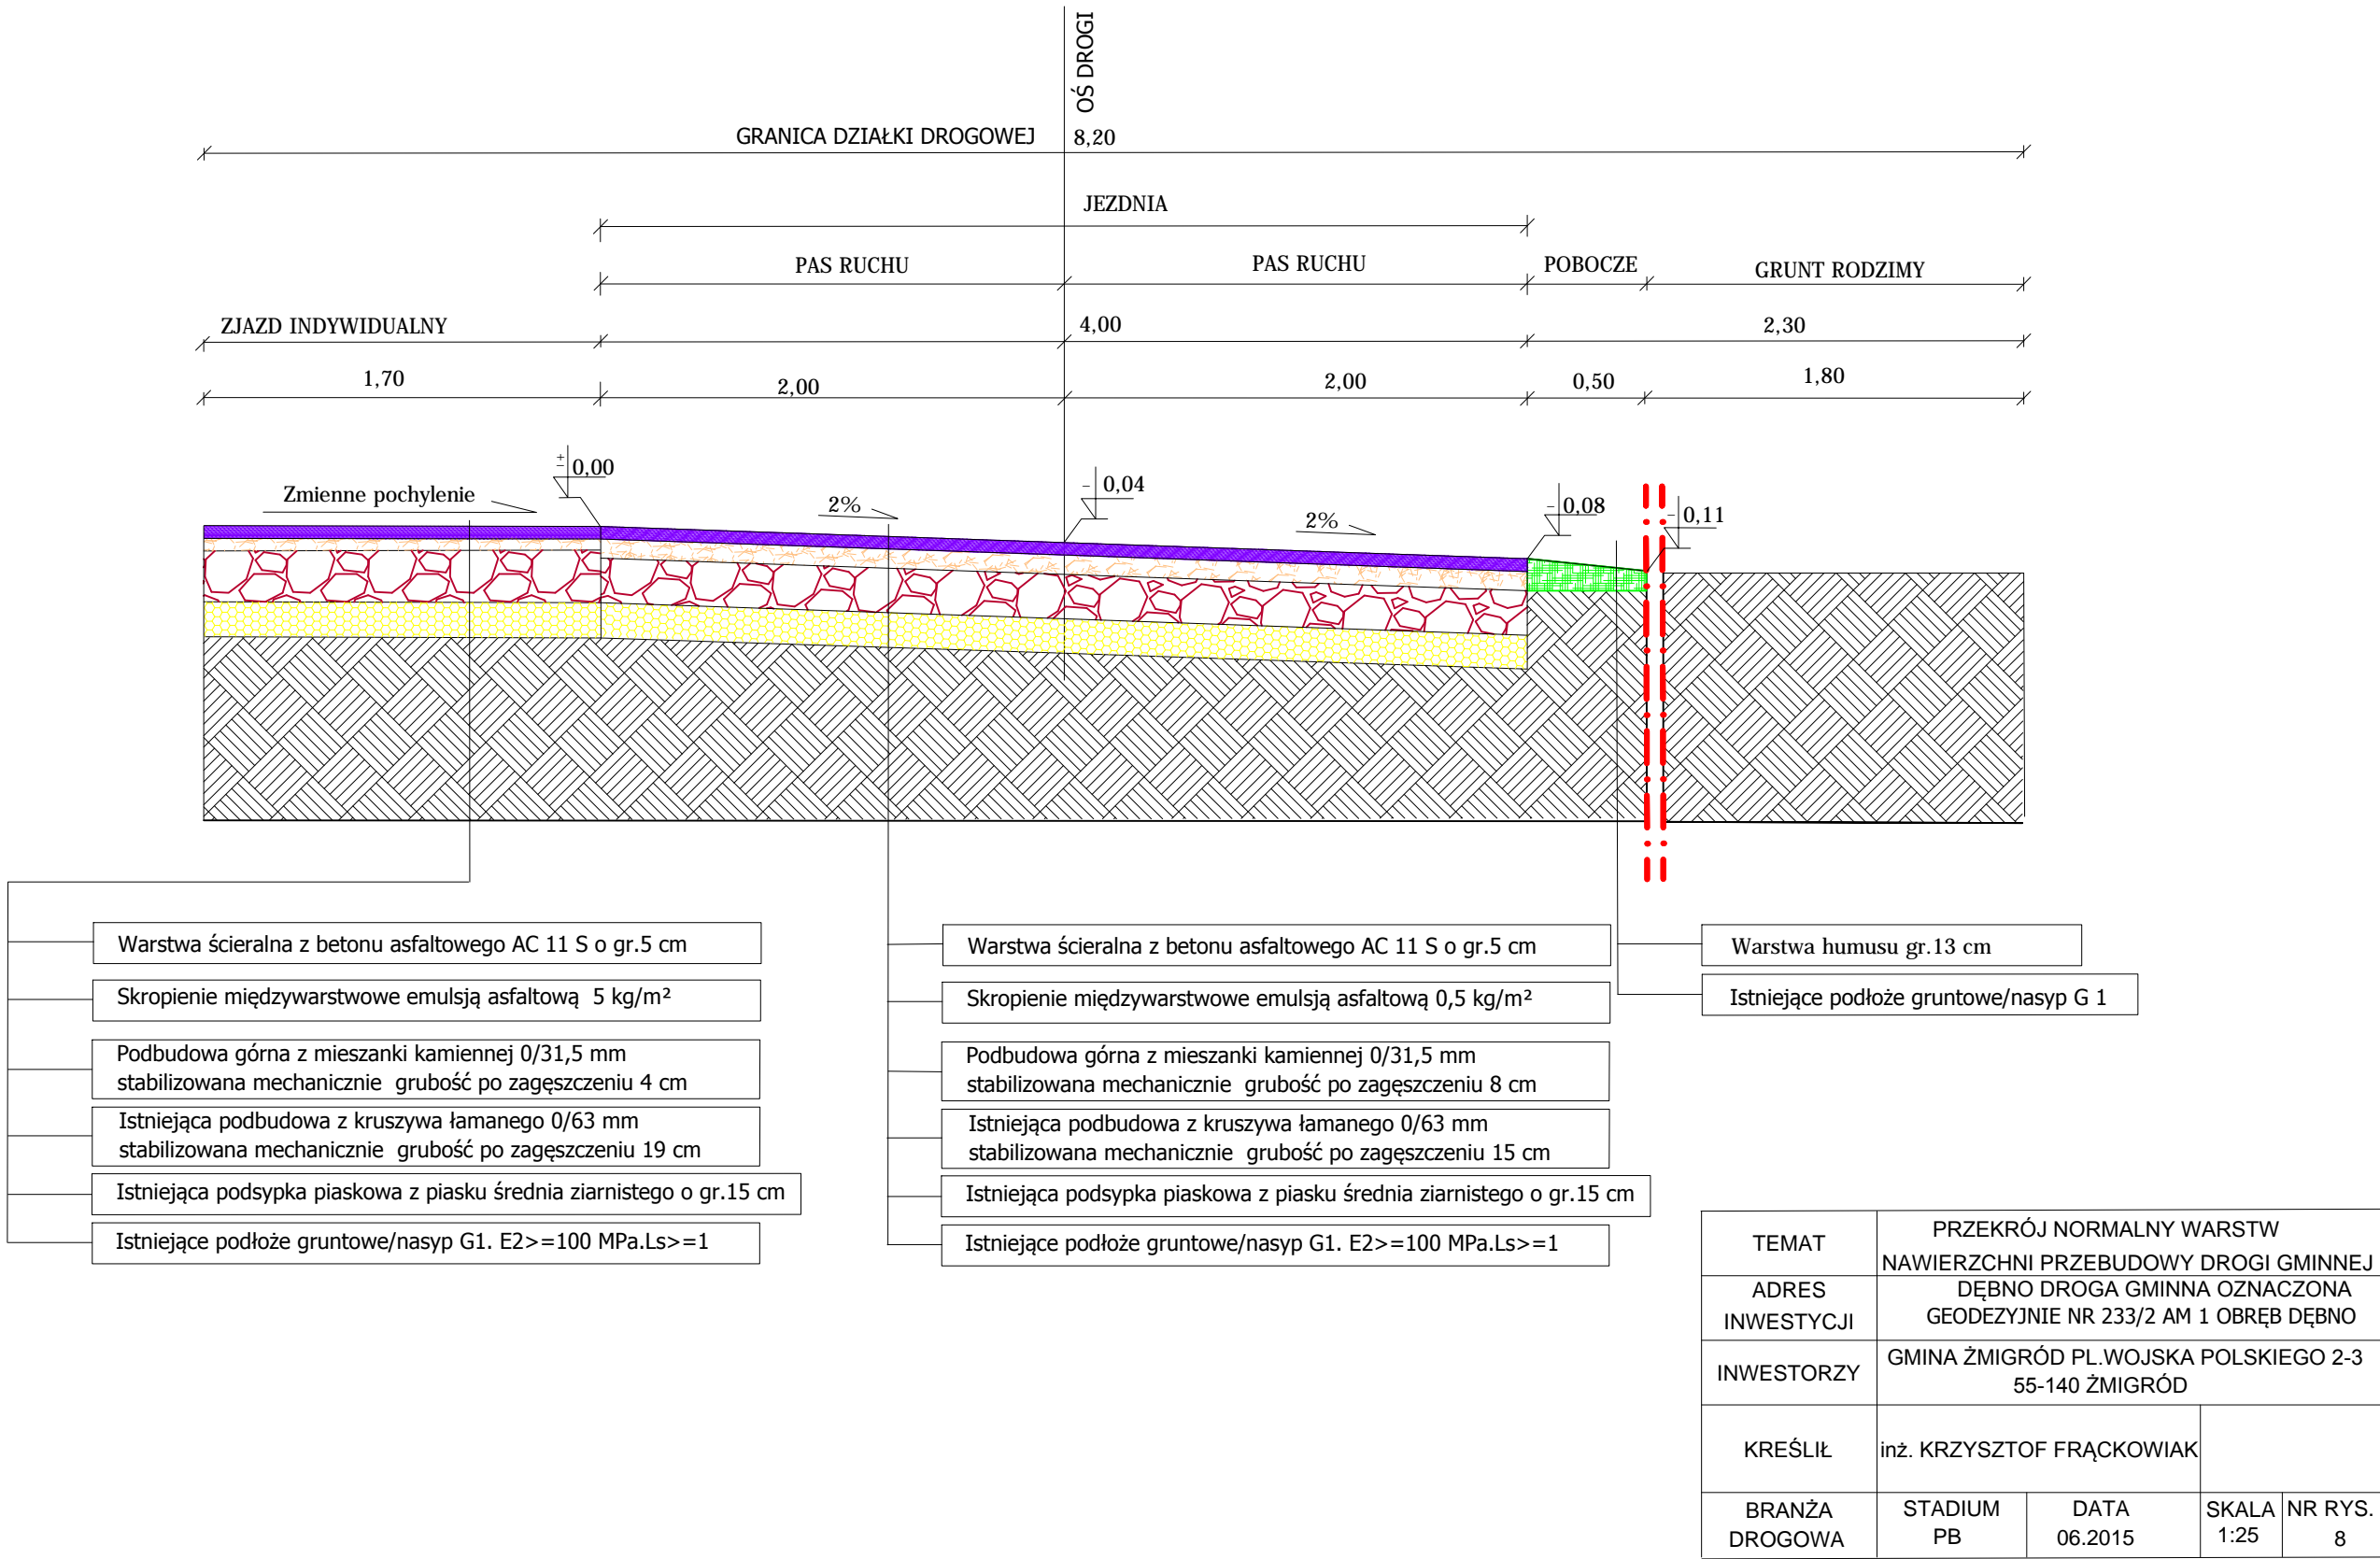 OŚ DROGI
GRANICA DZIAŁKI DROGOWEJ 8,20
JEZDNIA
PAS RUCHU PAS RUCHU POBOCZE GRUNT RODZIMY
ZJAZD INDYWIDUALNY 4,00 2,30
1,70 2,00 2,00 0,50 1,80
± 0,00
Zmienne pochylenie 2% - 0,04 2% - 0,08 - 0,11
Warstwa ścieralna z betonu asfaltowego AC 11 S o gr.5 cm
Skropienie międzywarstwowe emulsją asfaltową 5 kg/m²
Podbudowa górna z mieszanki kamiennej 0/31,5 mm
stabilizowana mechanicznie grubość po zagęszczeniu 4 cm
Istniejąca podbudowa z kruszywa łamanego 0/63 mm
stabilizowana mechanicznie grubość po zagęszczeniu 19 cm
Istniejąca podsypka piaskowa z piasku średnia ziarnistego o gr.15 cm
Istniejące podłoże gruntowe/nasyp G1. E2>=100 MPa.Ls>=1
Warstwa ścieralna z betonu asfaltowego AC 11 S o gr.5 cm
Skropienie międzywarstwowe emulsją asfaltową 0,5 kg/m²
Podbudowa górna z mieszanki kamiennej 0/31,5 mm
stabilizowana mechanicznie grubość po zagęszczeniu 8 cm
Istniejąca podbudowa z kruszywa łamanego 0/63 mm
stabilizowana mechanicznie grubość po zagęszczeniu 15 cm
Istniejąca podsypka piaskowa z piasku średnia ziarnistego o gr.15 cm
Istniejące podłoże gruntowe/nasyp G1. E2>=100 MPa.Ls>=1
Warstwa humusu gr.13 cm
Istniejące podłoże gruntowe/nasyp G 1
TEMAT
PRZEKRÓJ NORMALNY WARSTW
NAWIERZCHNI PRZEBUDOWY DROGI GMINNEJ
ADRES
INWESTYCJI
DĘBNO DROGA GMINNA OZNACZONA
GEODEZYJNIE NR 233/2 AM 1 OBRĘB DĘBNO
INWESTORZY
GMINA ŻMIGRÓD PL.WOJSKA POLSKIEGO 2-3
55-140 ŻMIGRÓD
KREŚLIŁ inż. KRZYSZTOF FRĄCKOWIAK
BRANŻA
DROGOWA
STADIUM
PB
DATA
06.2015
SKALA
1:25
NR RYS.
8